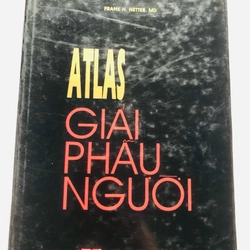 FRANK H. NETTER, MD
ATLAS
GIẢI
PHẪU
NGƯỜI